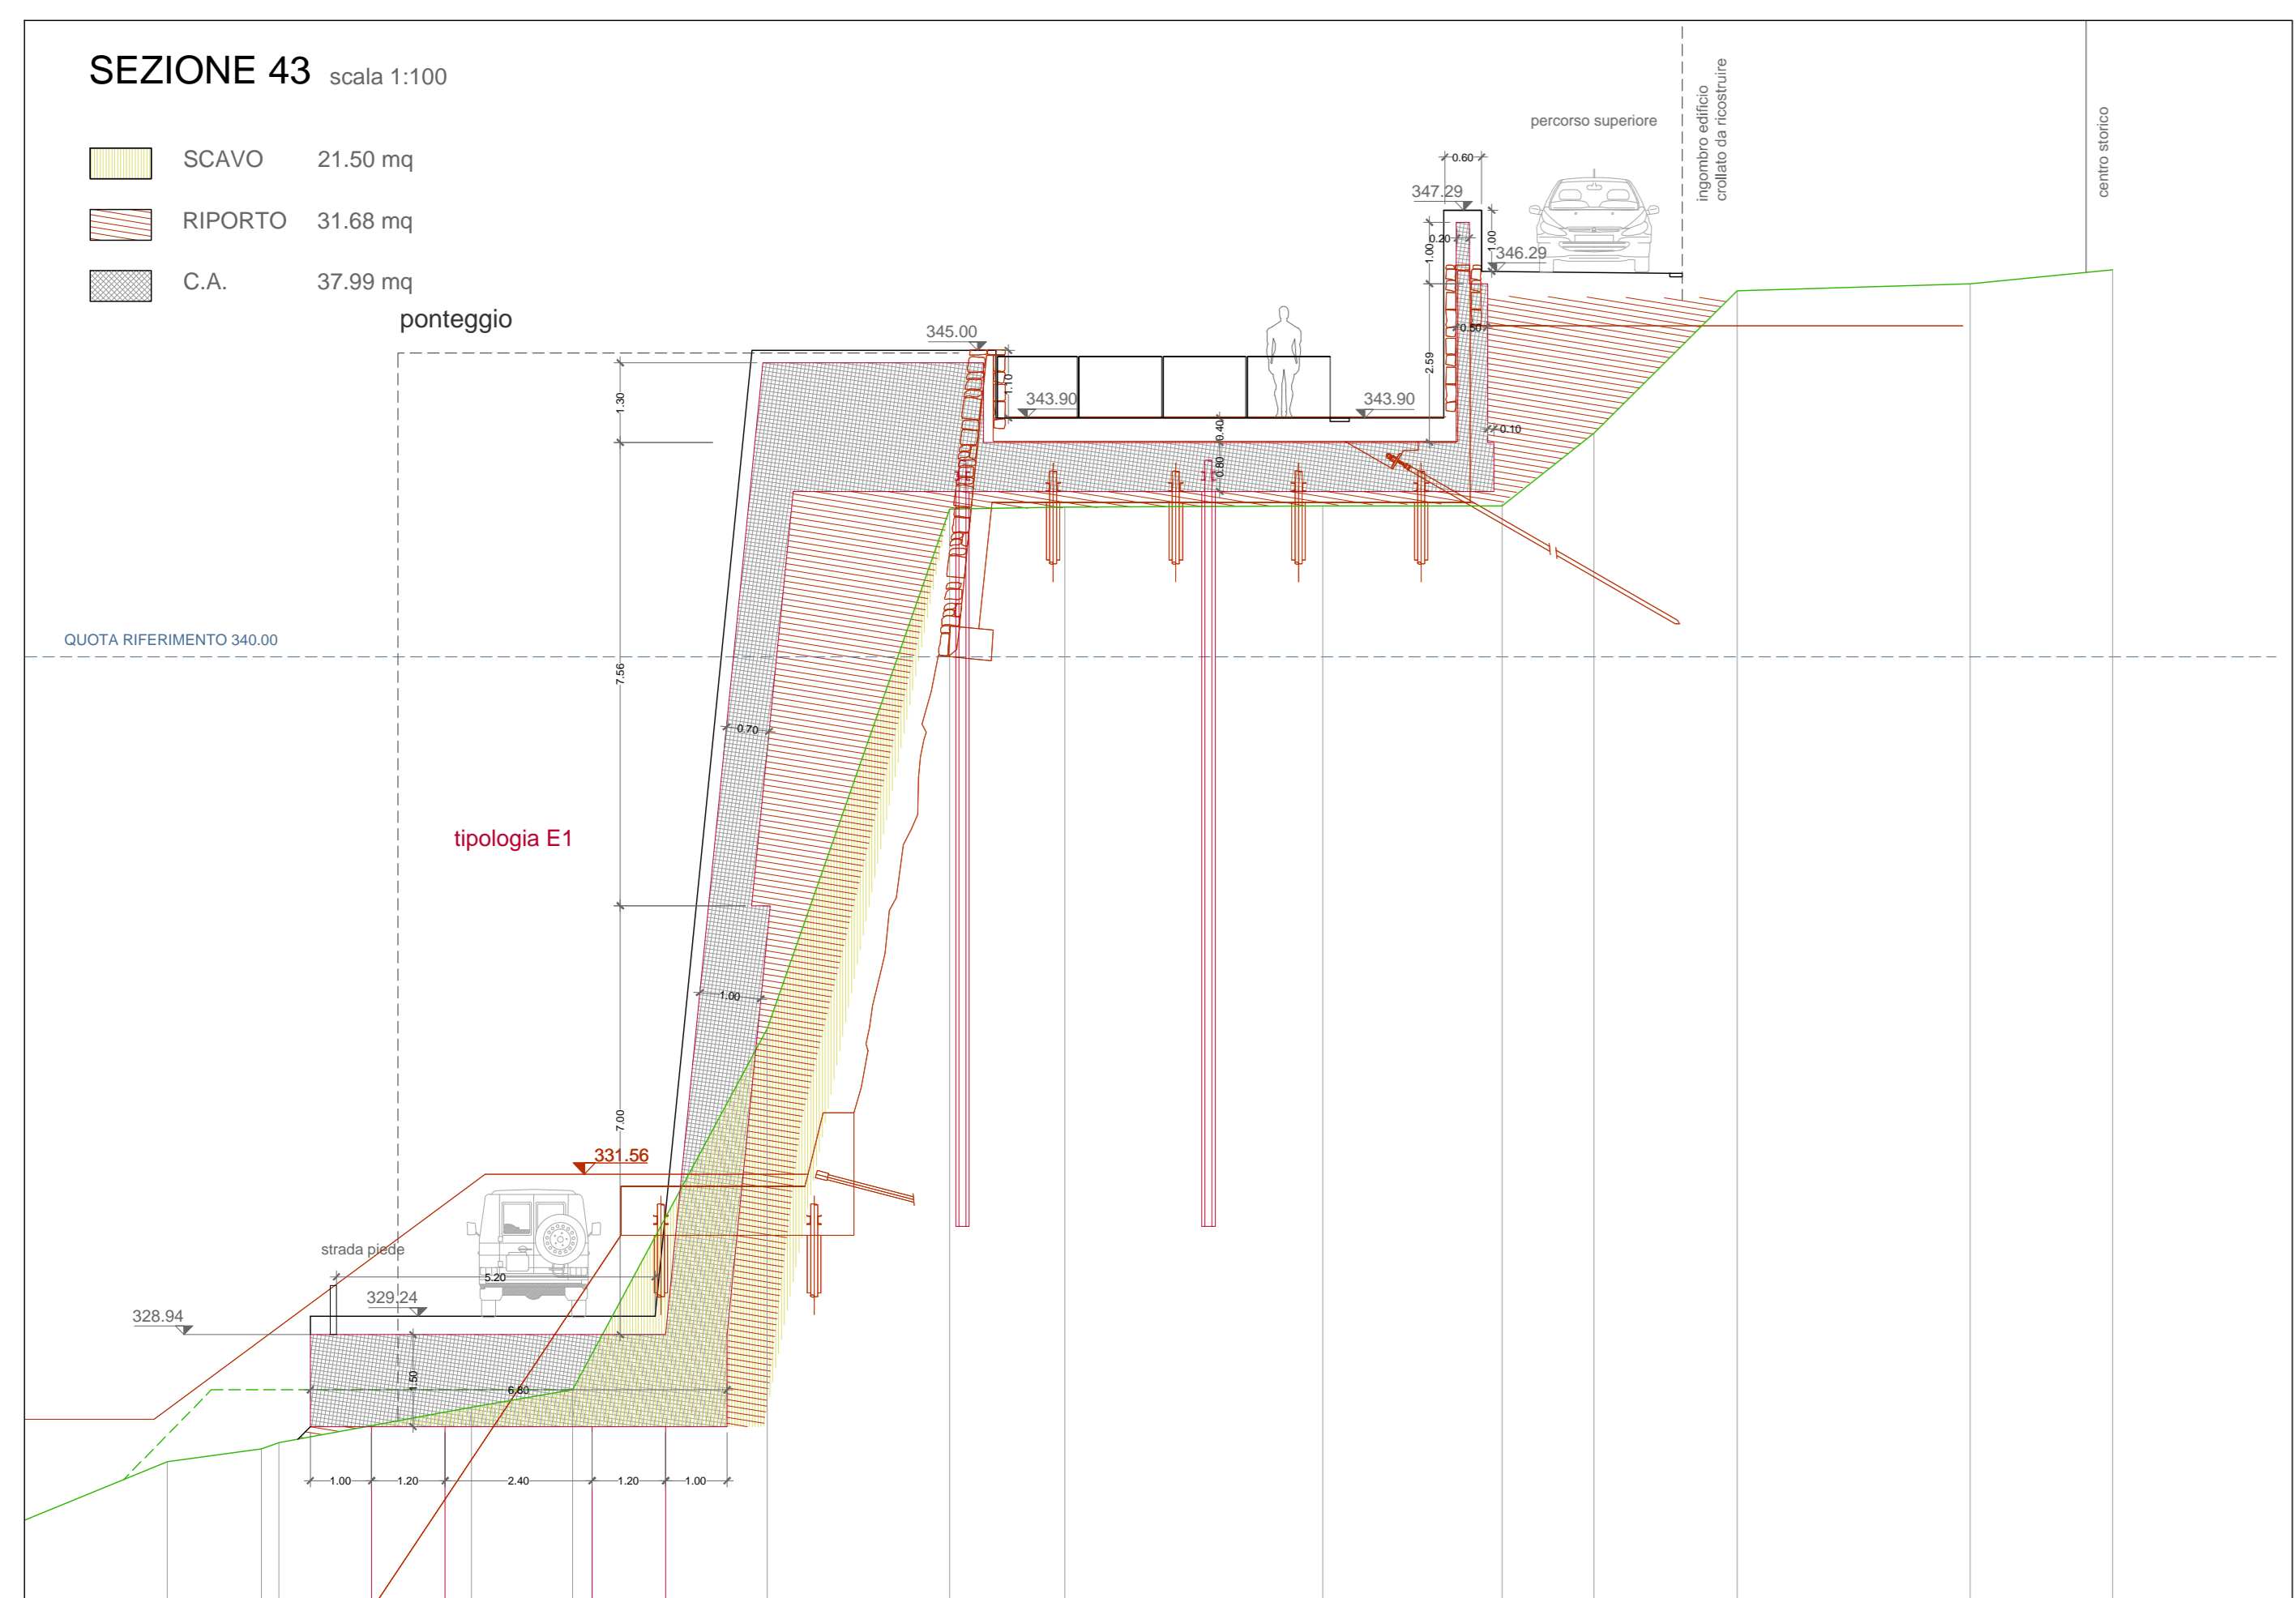 SEZIONE 43 scala 1:100
SCAVO 21.50 mq
RIPORTO 31.68 mq
C.A. 37.99 mq
ponteggio
percorso superiore
ingombro edificio
crollato da ricostruire
centro storico
0.60
347.29
1.00
0.20
1.00
346.29
345.00
0.50
2.59
1.30
1.10
343.90
343.90
0.40
0.10
0.80
QUOTA RIFERIMENTO 340.00
7.56
0.70
tipologia E1
1.00
7.00
331.56
strada piede
5.20
329.24
328.94
1.50
6.80
1.00
1.20
2.40
1.20
1.00